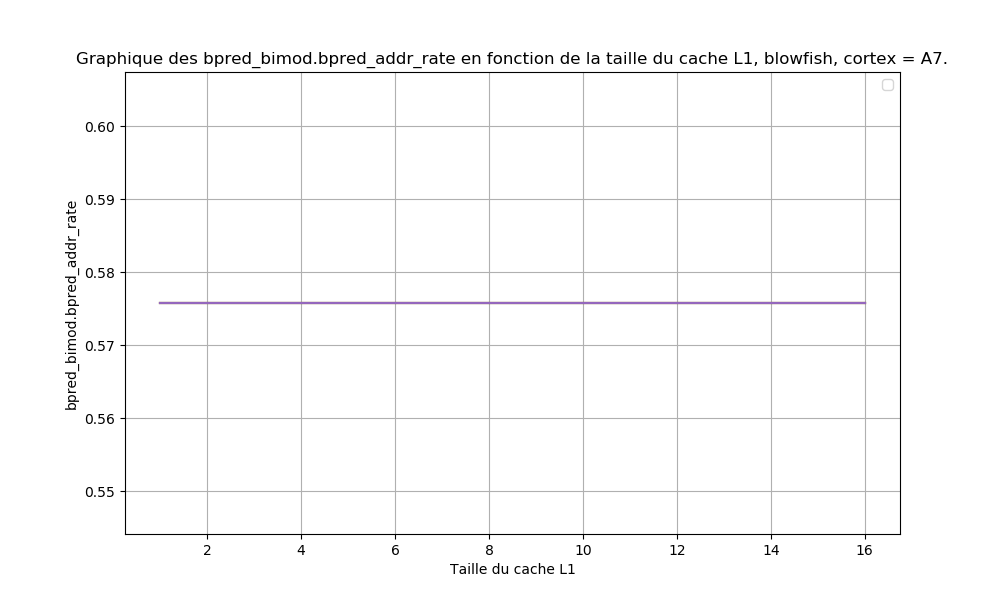 Graphique des bpred_bimod.bpred_addr_rate en fonction de la taille du cache L1, blowfish, cortex = A7.
0.60
0.59
0.58
0.57
0.56
0.55
bpred_bimod.bpred_addr_rate
2 4 6 8 10 12 14 16
Taille du cache L1